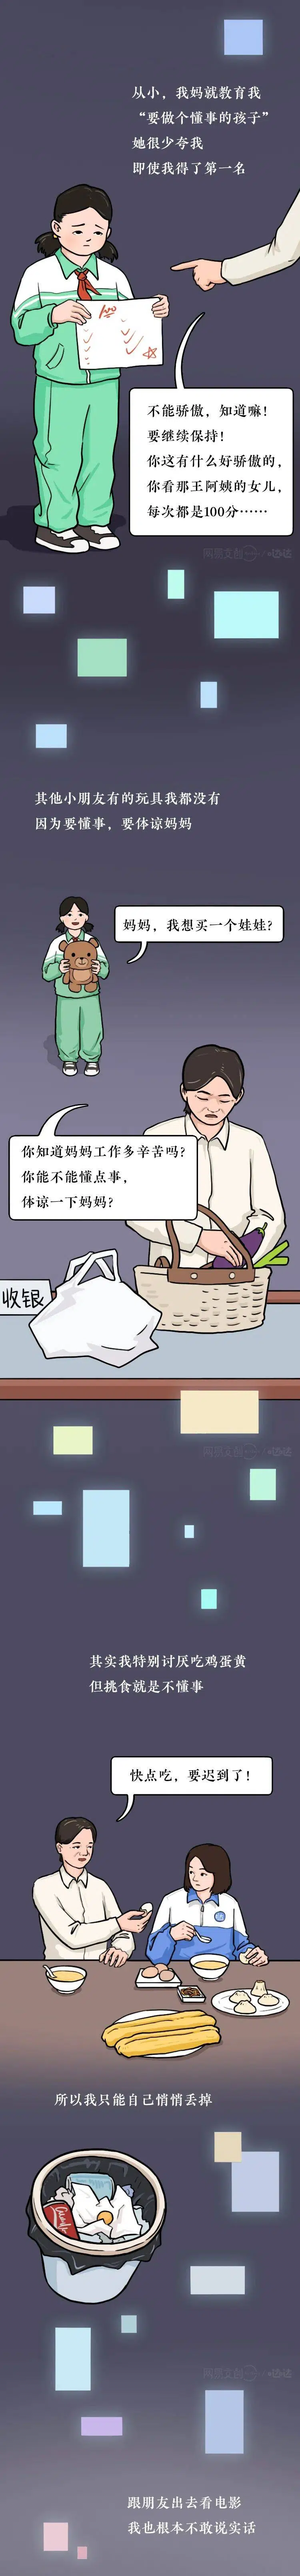 从小，我妈就教育我
“要做个懂事的孩子”
她很少夸我
即使我得了第一名
100
不能骄傲，知道嘛！
要继续保持！
你这有什么好骄傲的，
你看那王阿姨的女儿，
每次都是100分……
其他小朋友有的玩具我都没有
因为要懂事，要体谅妈妈
妈妈，我想买一个娃娃？
你知道妈妈工作多辛苦吗？
你能不能懂点事，
体谅一下妈妈？
收银
其实我特别讨厌吃鸡蛋黄
但挑食就是不懂事
快点吃，要迟到了！
所以我只能自己悄悄丢掉
跟朋友出去看电影
我也根本不敢说实话